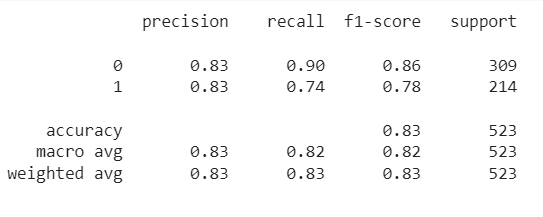 precision recall f1-score support
0 0.83 0.90 0.86 309
1 0.83 0.74 0.78 214
accuracy 0.83 523
macro avg 0.83 0.82 0.82 523
weighted avg 0.83 0.83 0.83 523